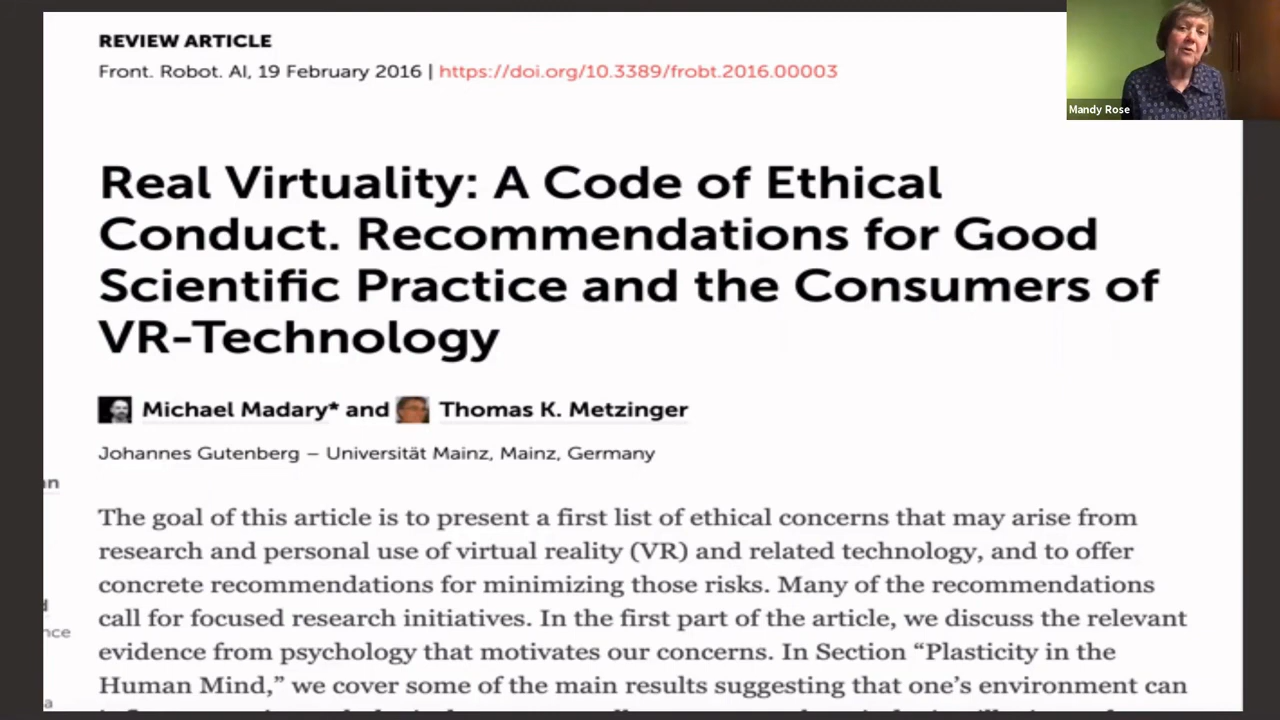 REVIEW ARTICLE
Front. Robot. AI, 19 February 2016 | https://doi.org/10.3389/frobt.2016.00003
Mandy Rose
Real Virtuality: A Code of Ethical
Conduct. Recommendations for Good
Scientific Practice and the Consumers of
VR-Technology
Michael Madary* and Thomas K. Metzinger
Johannes Gutenberg – Universität Mainz, Mainz, Germany
The goal of this article is to present a first list of ethical concerns that may arise from
research and personal use of virtual reality (VR) and related technology, and to offer
concrete recommendations for minimizing those risks. Many of the recommendations
call for focused research initiatives. In the first part of the article, we discuss the relevant
evidence from psychology that motivates our concerns. In Section “Plasticity in the
Human Mind,” we cover some of the main results suggesting that one’s environment can